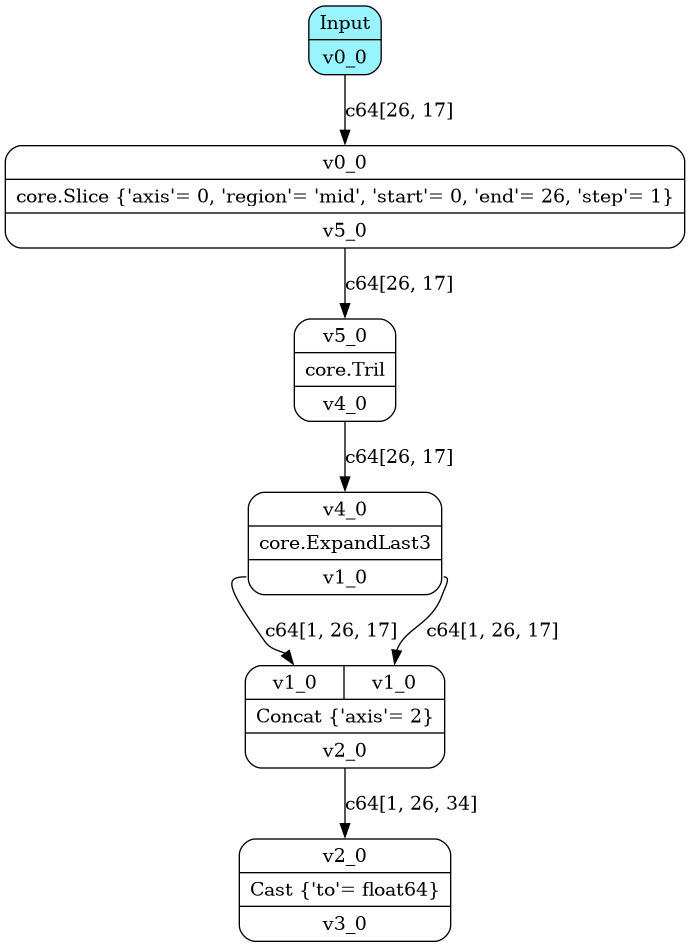 Input
v0_0
c64[26, 17]
v0_0
core.Slice {'axis'= 0, 'region'= 'mid', 'start'= 0, 'end'= 26, 'step'= 1}
v5_0
c64[26, 17]
v5_0
core.Tril
v4_0
c64[26, 17]
v4_0
core.ExpandLast3
v1_0
c64[1, 26, 17] c64[1, 26, 17]
v1_0 v1_0
Concat {'axis'= 2}
v2_0
c64[1, 26, 34]
v2_0
Cast {'to'= float64}
v3_0